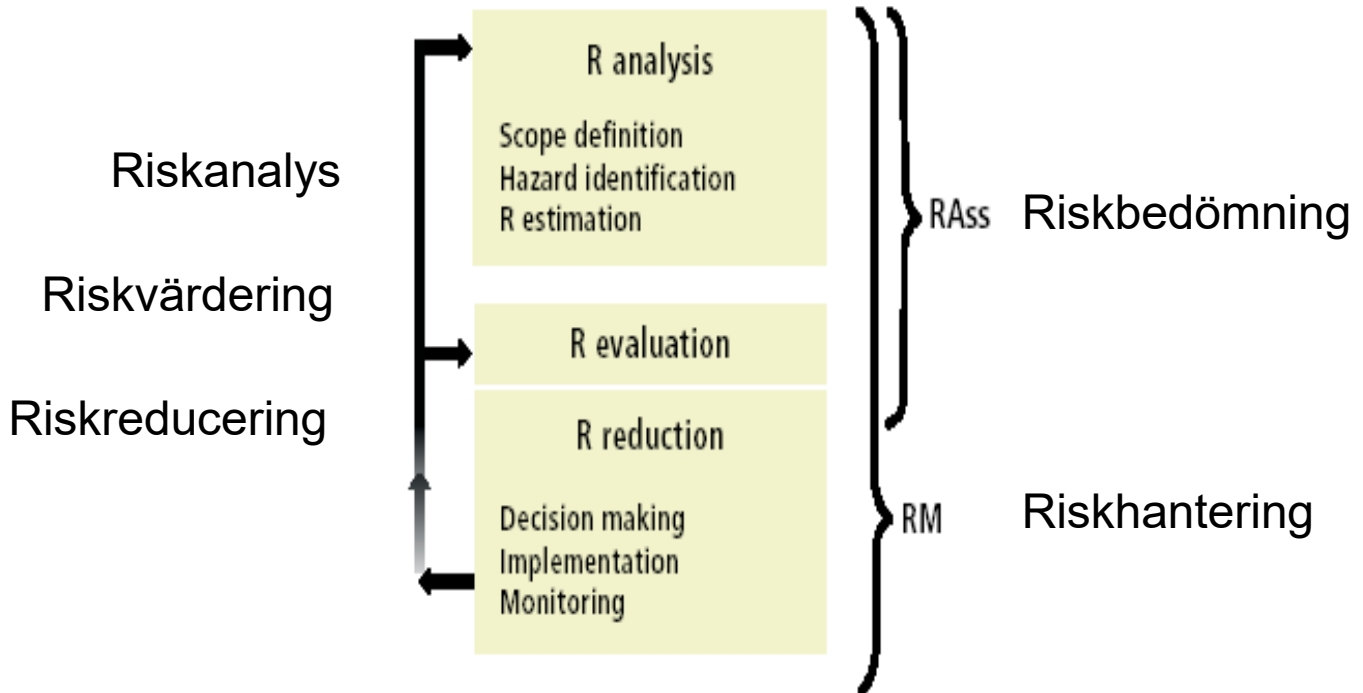 R analysis
Scope definition
Hazard identification
R estimation
Riskanalys
RAss
Riskbedömning
Riskvärdering
R evaluation
Riskreducering
R reduction
Decision making
Implementation
Monitoring
RM
Riskhantering